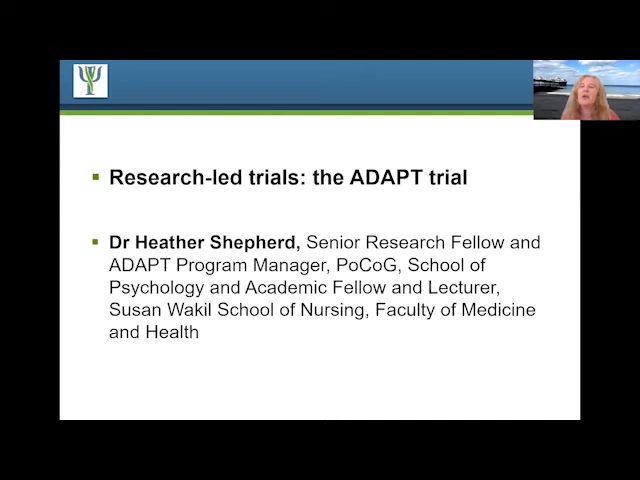 Research-led trials: the ADAPT trial
Dr Heather Shepherd, Senior Research Fellow and
ADAPT Program Manager, PoCoG, School of
Psychology and Academic Fellow and Lecturer,
Susan Wakil School of Nursing, Faculty of Medicine
and Health